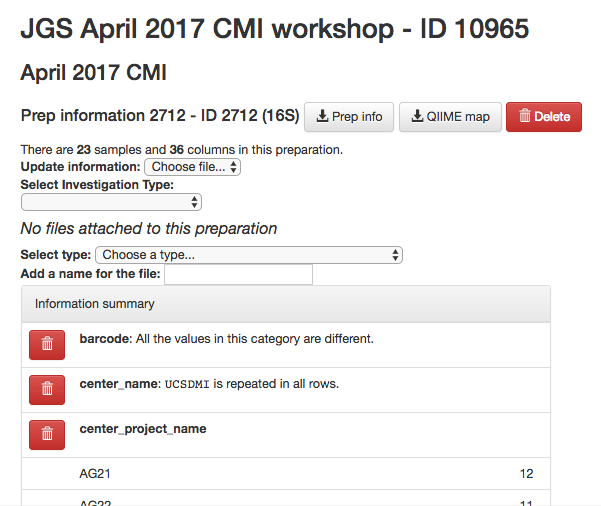 JGS April 2017 CMI workshop - ID 10965
April 2017 CMI
Prep information 2712 - ID 2712 (16S) Prep info QIIME map Delete
There are 23 samples and 36 columns in this preparation.
Update information: Choose file...
Select Investigation Type:
No files attached to this preparation
Select type: Choose a type...
Add a name for the file:
Information summary
barcode: All the values in this category are different.
center_name: UCSDMI is repeated in all rows.
center_project_name
AG21 12
AG22 11